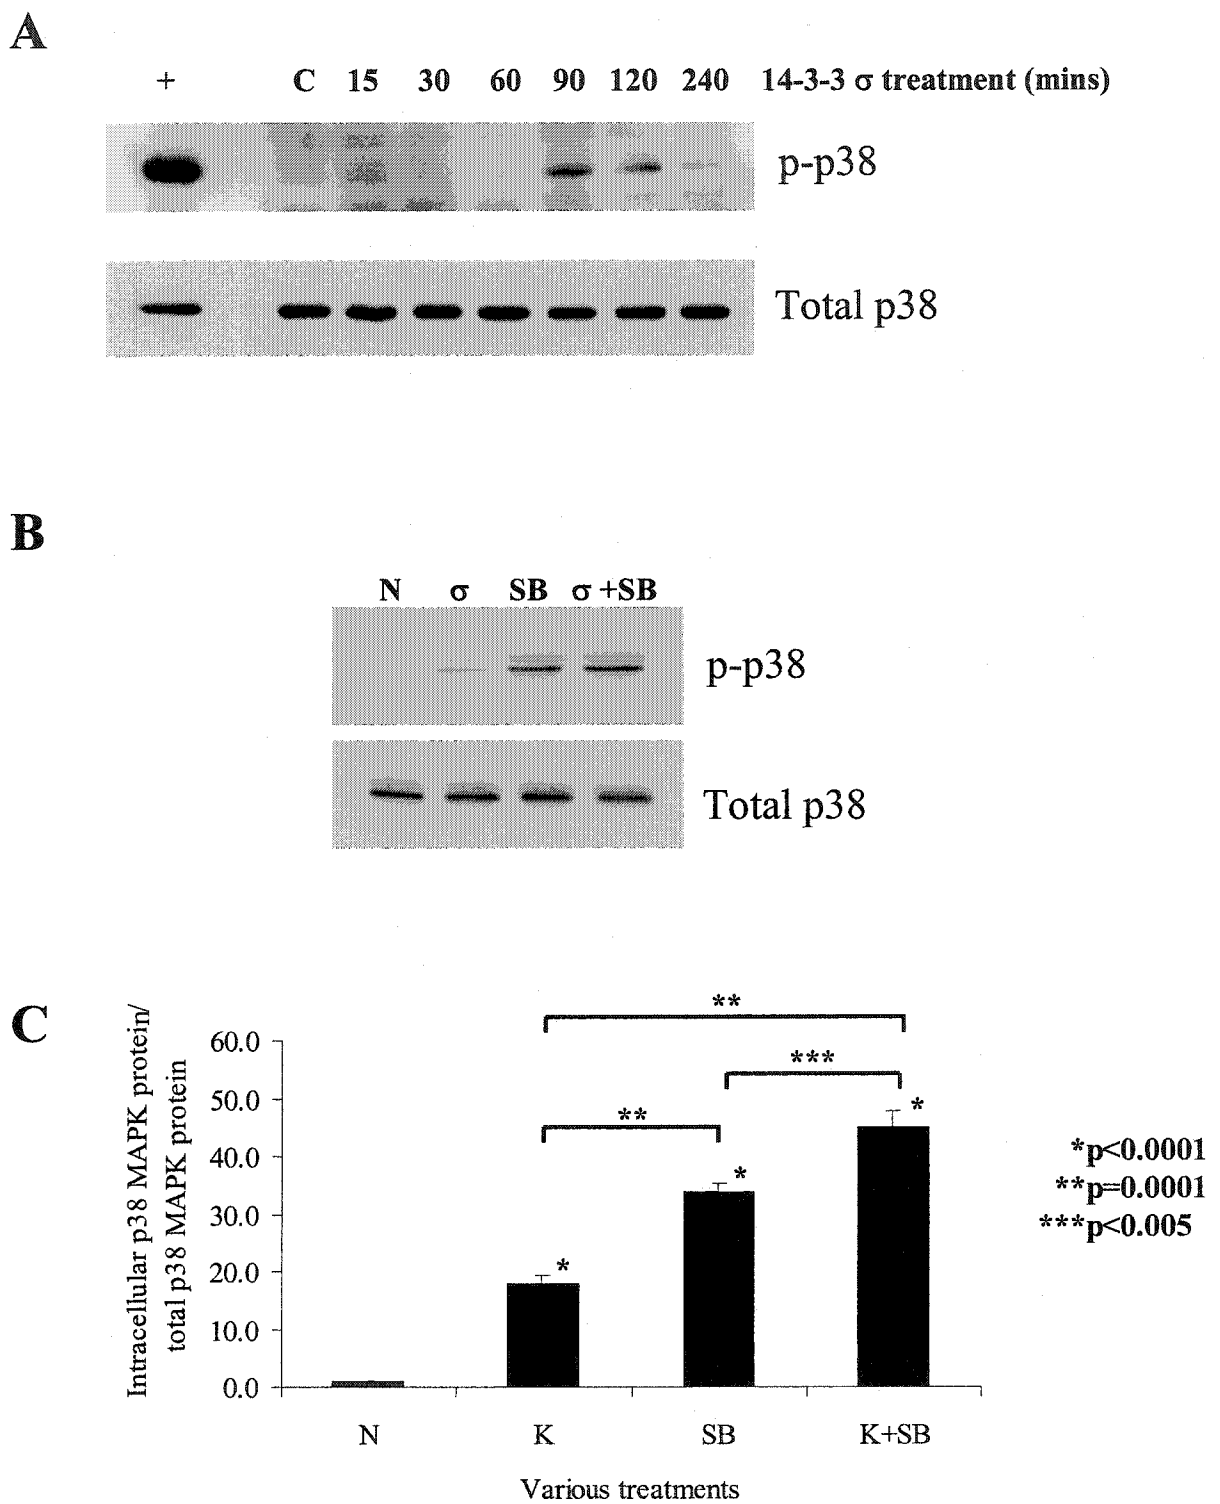 A
+ C 15 30 60 90 120 240 14-3-3 σ treatment (mins)
p-p38
Total p38
B
N σ SB σ +SB
p-p38
Total p38
C
Intracellular p38 MAPK protein/
total p38 MAPK protein
60.0
50.0
40.0
30.0
20.0
10.0
0.0
**
***
**
*
*
*
*p<0.0001
**p=0.0001
***p<0.005
N K SB K+SB
Various treatments